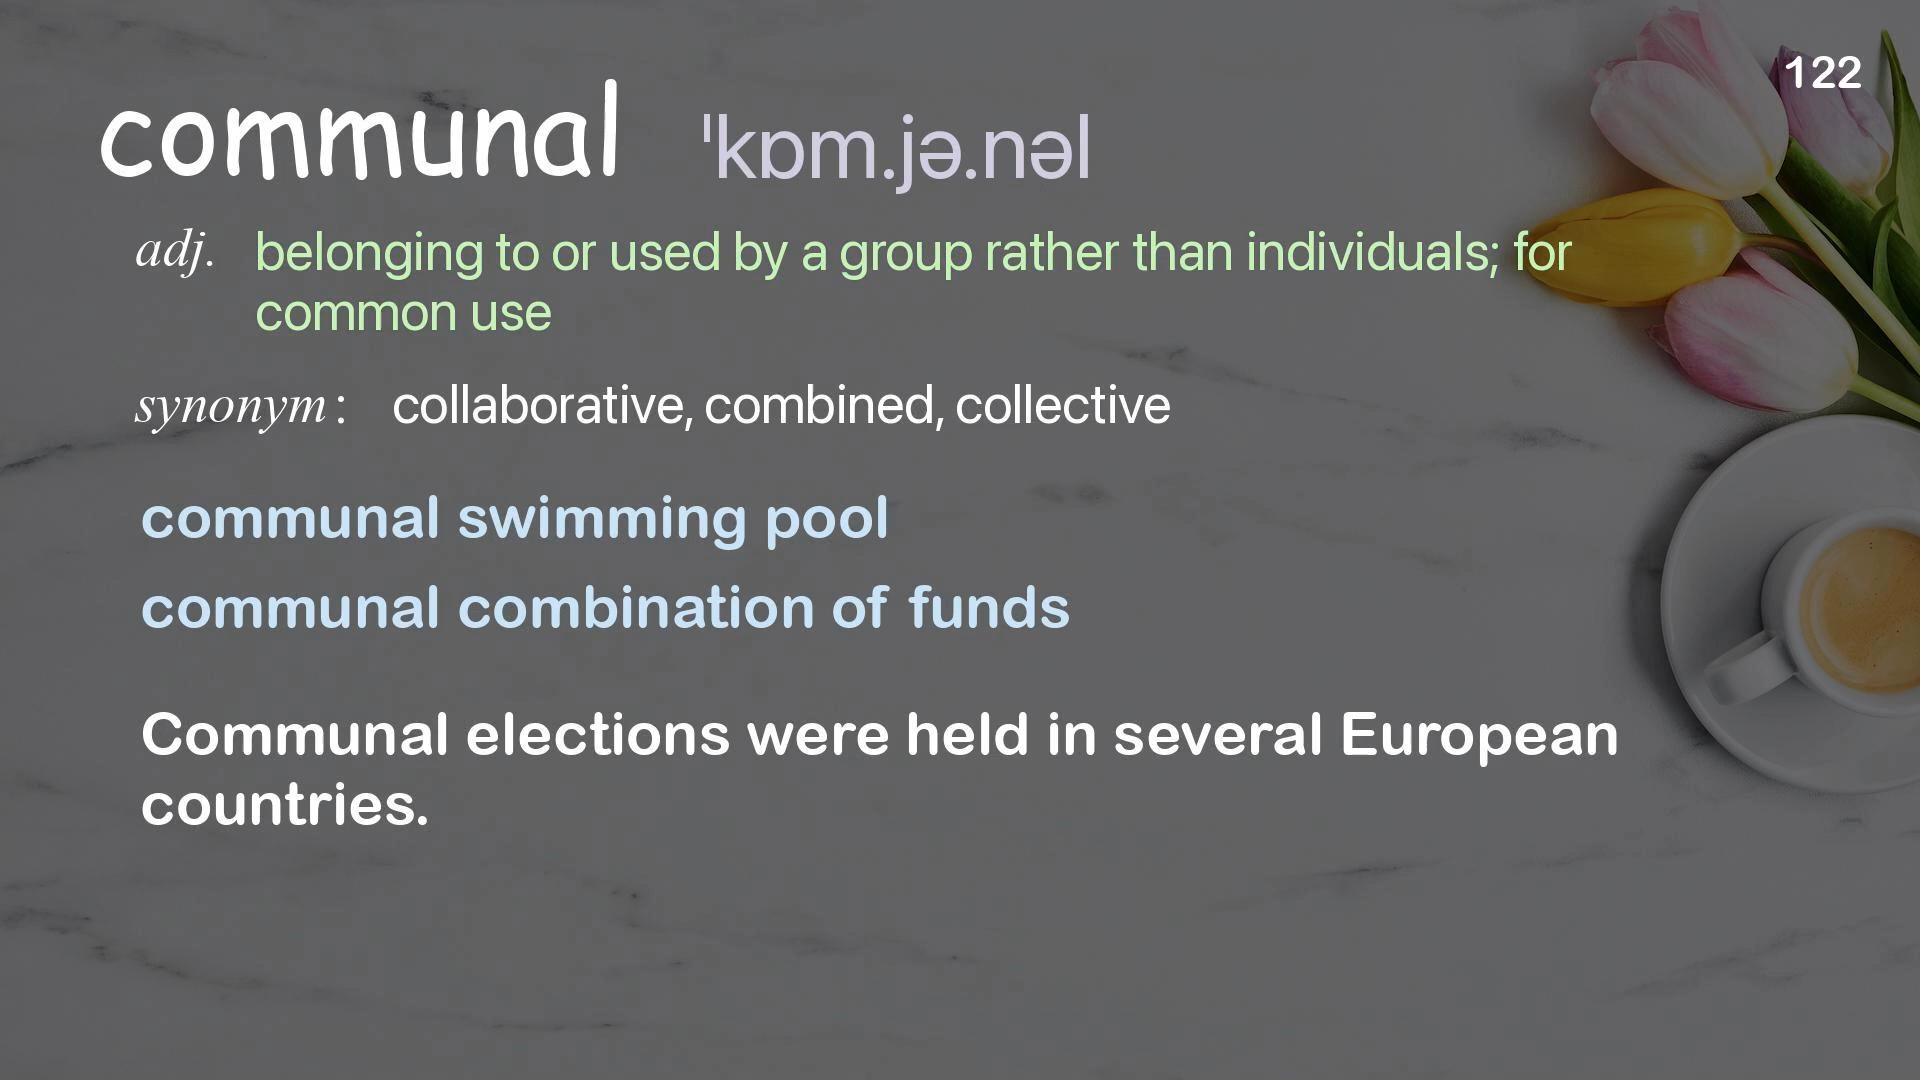 122
communal ˈkɒm.jə.nəl
adj. belonging to or used by a group rather than individuals; for
common use
synonym: collaborative, combined, collective
communal swimming pool
communal combination of funds
Communal elections were held in several European
countries.